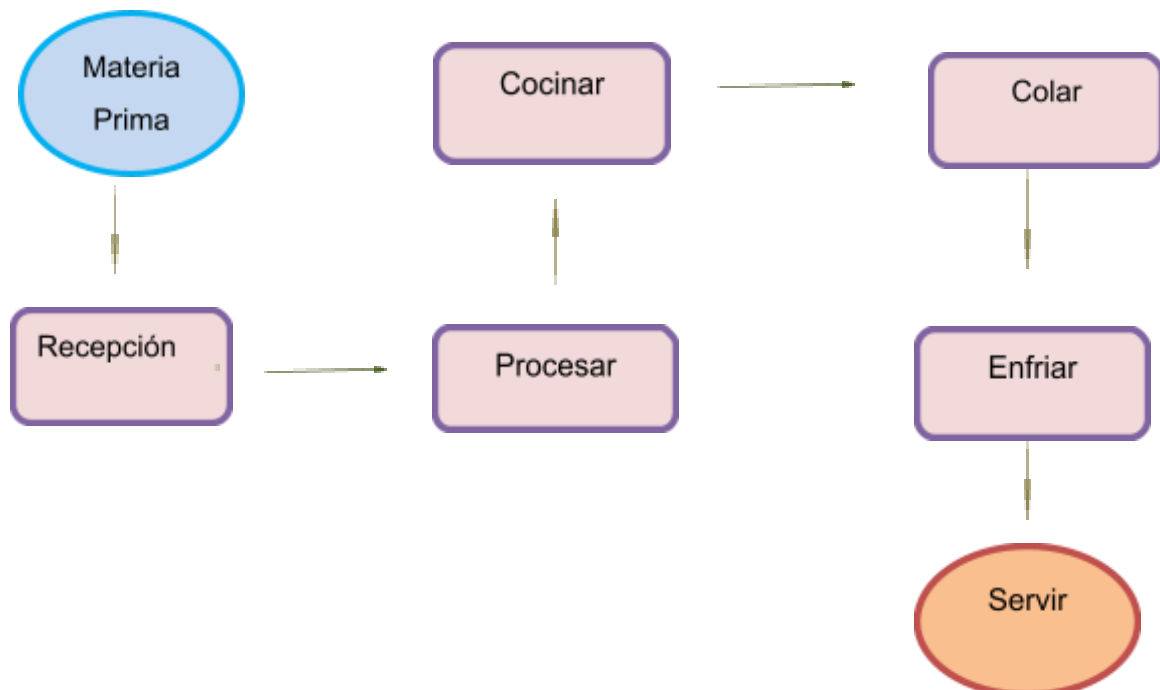 Materia
Prima
Recepción
Procesar
Cocinar
Colar
Enfriar
Servir